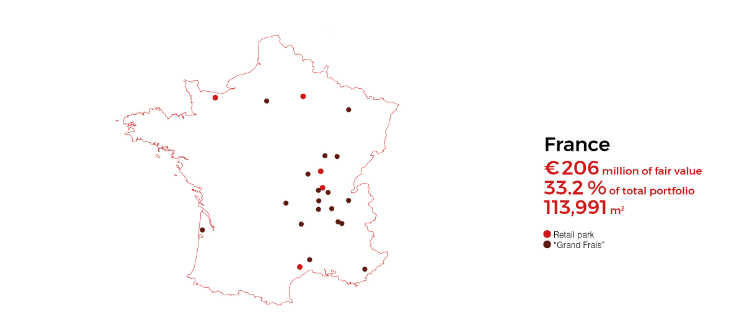 France
€ 206 million of fair value
33.2 % of total portfolio
113,991 m²
Retail park
"Grand Frais"